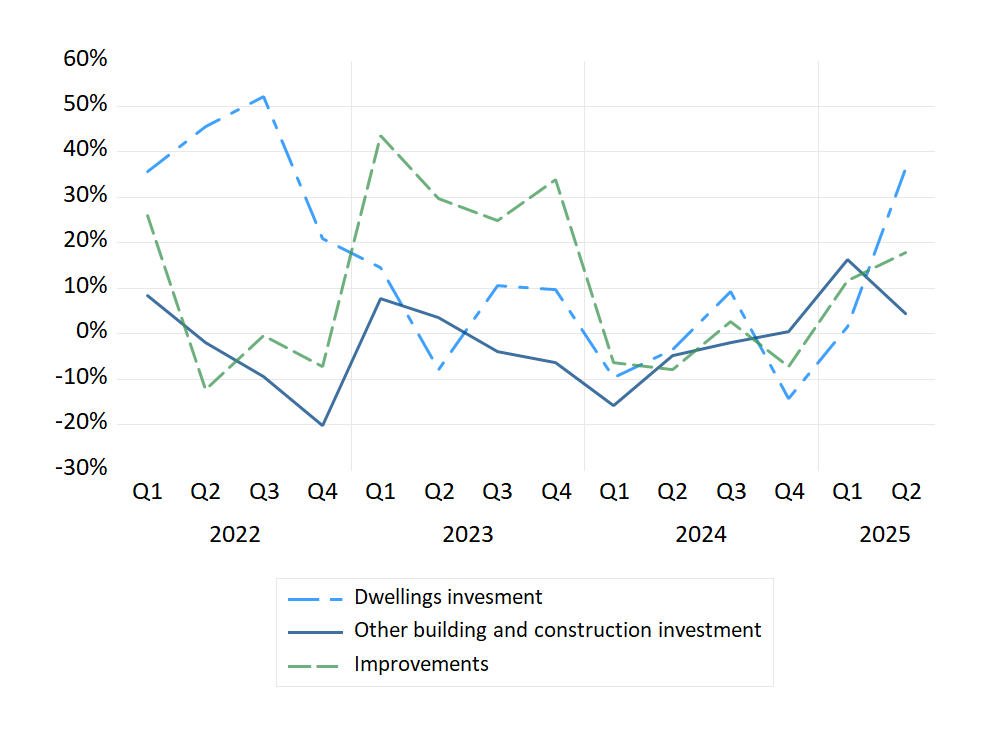 60%
50%
40%
30%
20%
10%
0%
-10%
-20%
-30%
Q1 Q2 Q3 Q4 Q1 Q2 Q3 Q4 Q1 Q2 Q3 Q4 Q1 Q2
2022 2023 2024 2025
Dwellings invesment
Other building and construction investment
Improvements